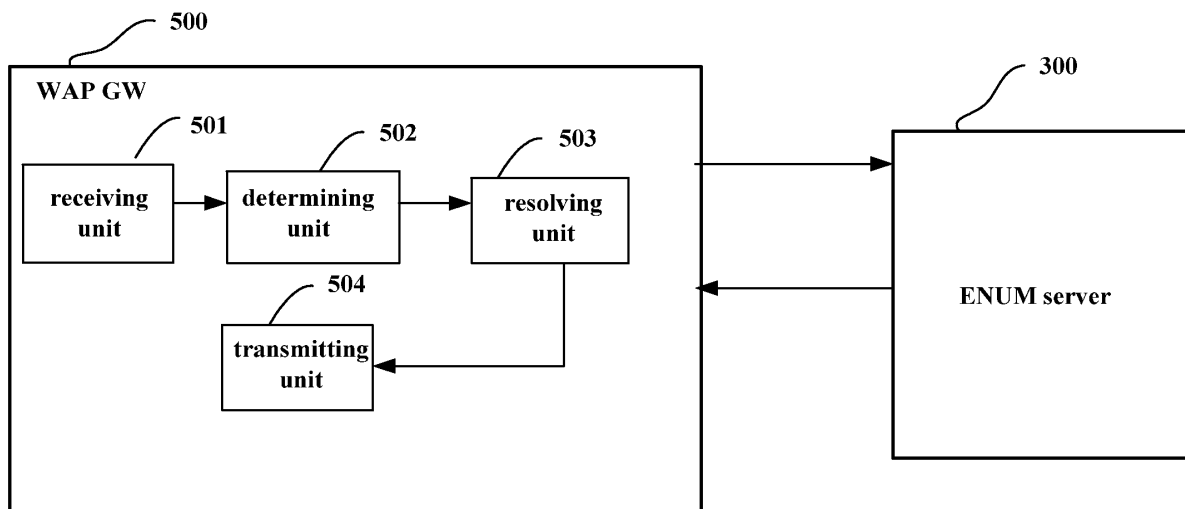 500
WAP GW
300
501
502
503
receiving
unit
determining
unit
resolving
unit
504
transmitting
unit
ENUM server